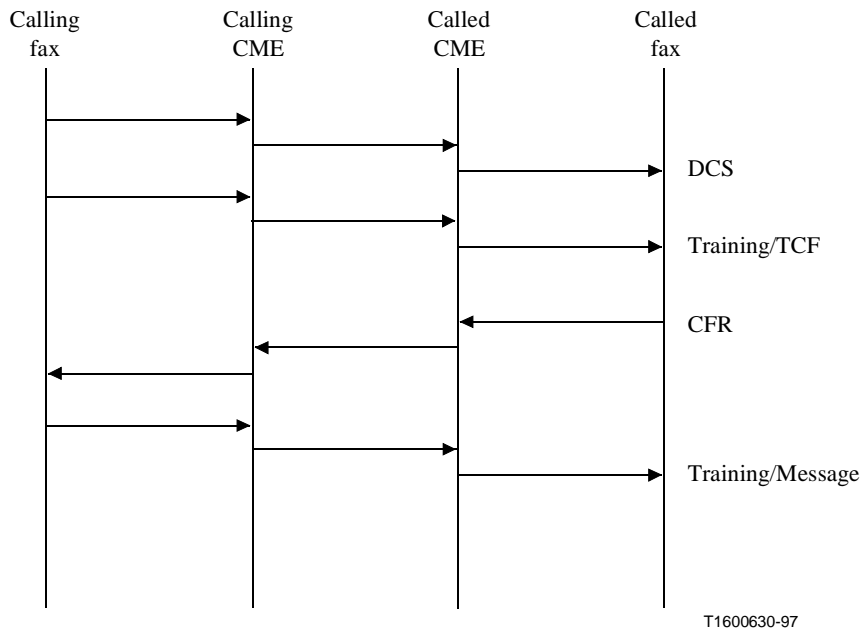 Calling
fax
Calling
CME
Called
CME
Called
fax
DCS
Training/TCF
CFR
Training/Message
T1600630-97